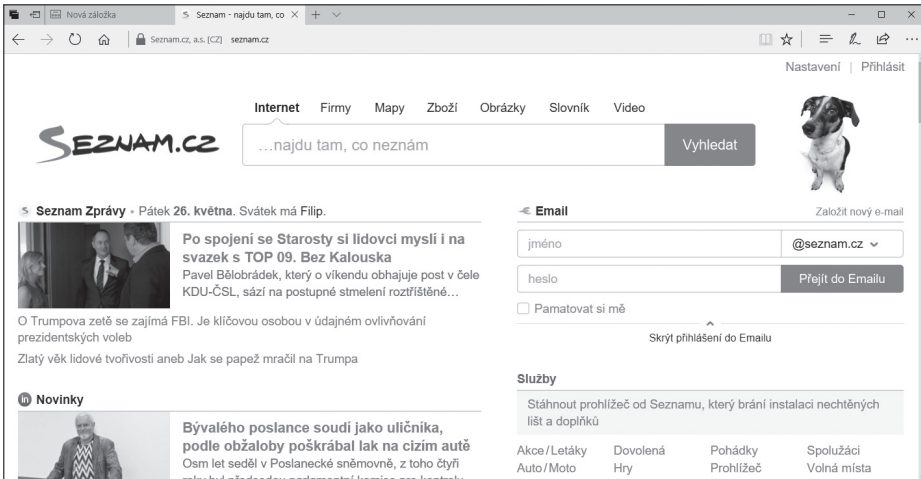 Nová záložka
Seznam - najdu tam, co
Seznam.cz, a.s. [CZ] seznam.cz
Nastavení | Přihlásit
Internet Firmy Mapy Zboží Obrázky Slovník Video
SEZNAM.CZ
...najdu tam, co neznám
Vyhledat
Seznam Zprávy • Pátek 26. května. Svátek má Filip.
Po spojení se Starosty si lidovci myslí i na
svazek s TOP 09. Bez Kalouska
Pavel Bělobrádek, který o víkendu obhajuje post v čele
KDU-ČSL, sází na postupné stmelení roztříštěné...
O Trumpova zetě se zajímá FBI. Je klíčovou osobou v údajném ovlivňování
prezidentských voleb
Zlatý věk lidové tvořivosti aneb Jak se papež mračil na Trumpa
Novinky
Bývalého poslance soudí jako uličníka,
podle obžaloby poškrábal lak na cizím autě
Osm let seděl v Poslanecké sněmovně, z toho čtyři
roky byl předsedou parlamentní komise pro kontrolu
Email
Založit nový e-mail
jméno
@seznam.cz
heslo
Přejít do Emailu
Pamatovat si mě
Skrýt přihlášení do Emailu
Služby
Stáhnout prohlížeč od Seznamu, který brání instalaci nechtěných
lišt a doplňků
Akce/Letáky Dovolená Pohádky Spolužáci
Auto/Moto Hry Prohlížeč Volná místa